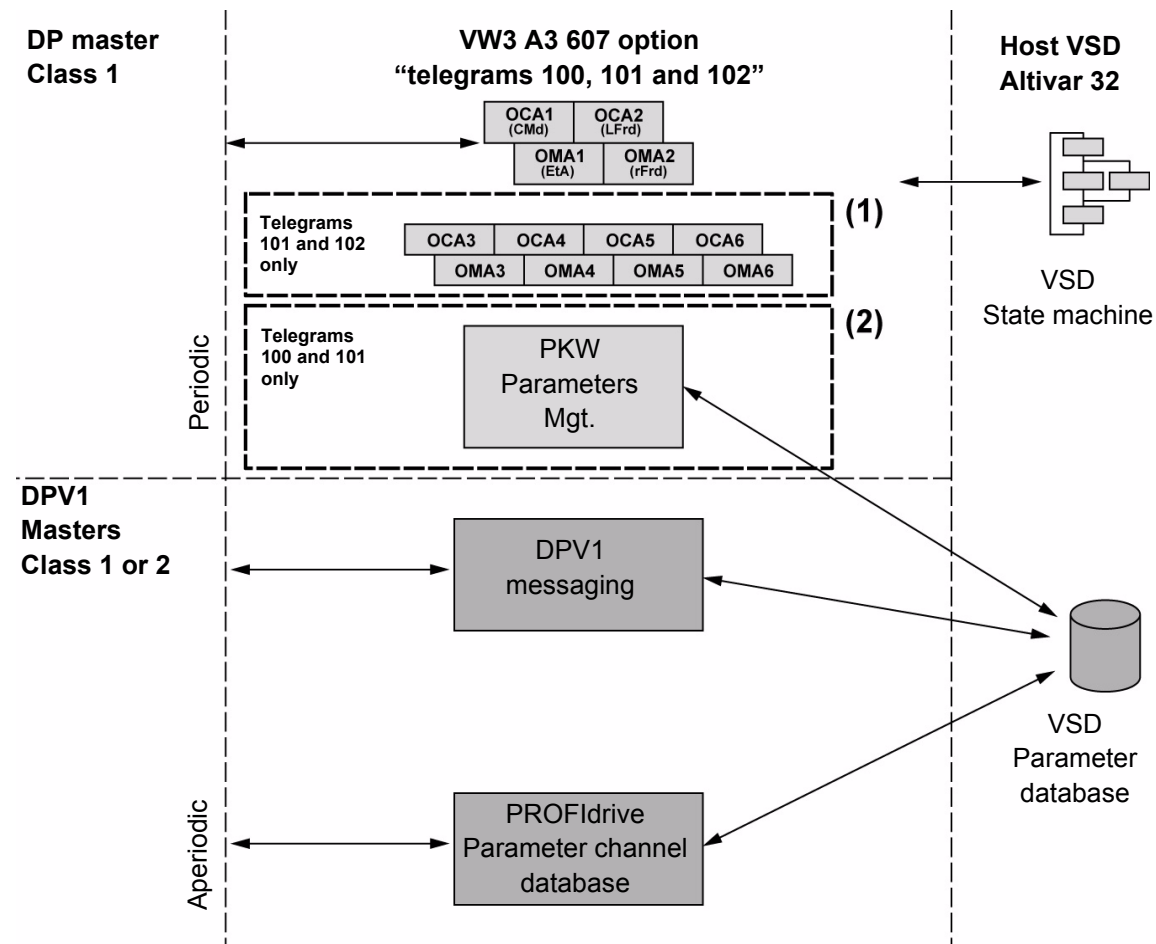 DP master
Class 1
VW3 A3 607 option
“telegrams 100, 101 and 102”
Host VSD
Altivar 32
OCA1 OCA2
(CMd) (LFrd)
OMA1 OMA2
(EtA) (rFrd)
(1)
Telegrams
101 and 102
only
OCA3 OCA4 OCA5 OCA6
OMA3 OMA4 OMA5 OMA6
VSD
State machine
(2)
Telegrams
100 and 101
only
PKW
Parameters
Mgt.
Periodic
DPV1
Masters
Class 1 or 2
DPV1
messaging
VSD
Parameter
database
PROFIdrive
Parameter channel
database
Aperiodic